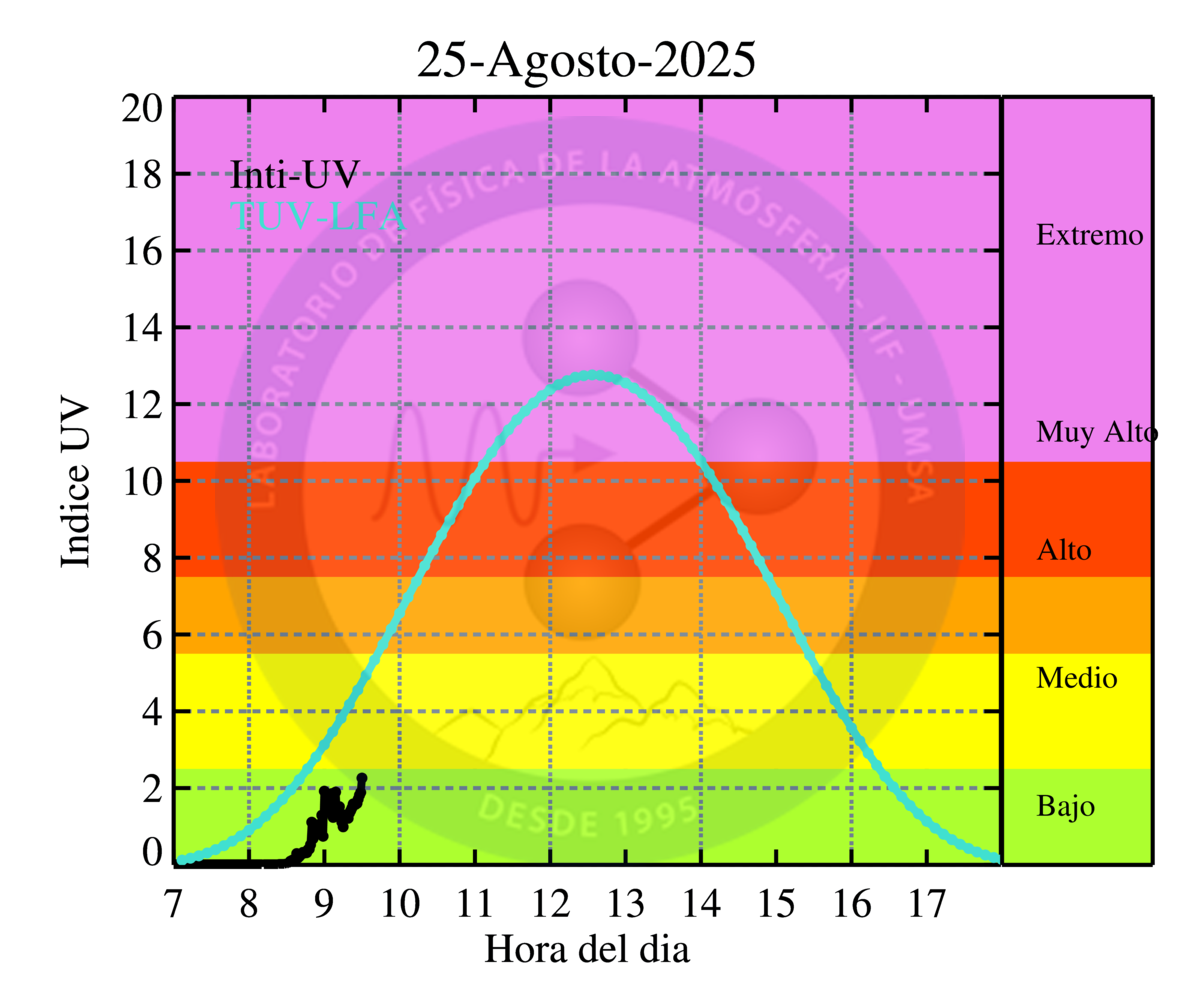 25-Agosto-2025
Inti-UV
TUV-LFA
LABORATORIO DE FÍSICA DE LA ATMÓSFERA - IIF - UMSA
DESDE 1995
Indice UV
20
18
16
14
12
10
8
6
4
2
0
Extremo
Muy Alto
Alto
Medio
Bajo
7 8 9 10 11 12 13 14 15 16 17
Hora del dia